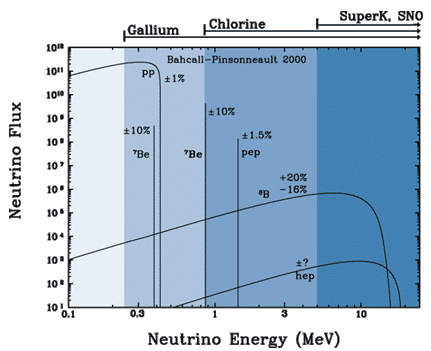 SuperK, SNO
Gallium
Chlorine
Bahcall-Pinsonneault 2000
Neutrino Flux
10¹²
10¹¹
10¹⁰
10⁹
10⁸
10⁷
10⁶
10⁵
10⁴
10³
10²
10¹
pp
±1%
±10%
⁷Be
±10%
⁷Be
±1.5%
pep
+20%
-16%
⁸B
±?
hep
0.1
0.3
1
3
10
Neutrino Energy (MeV)